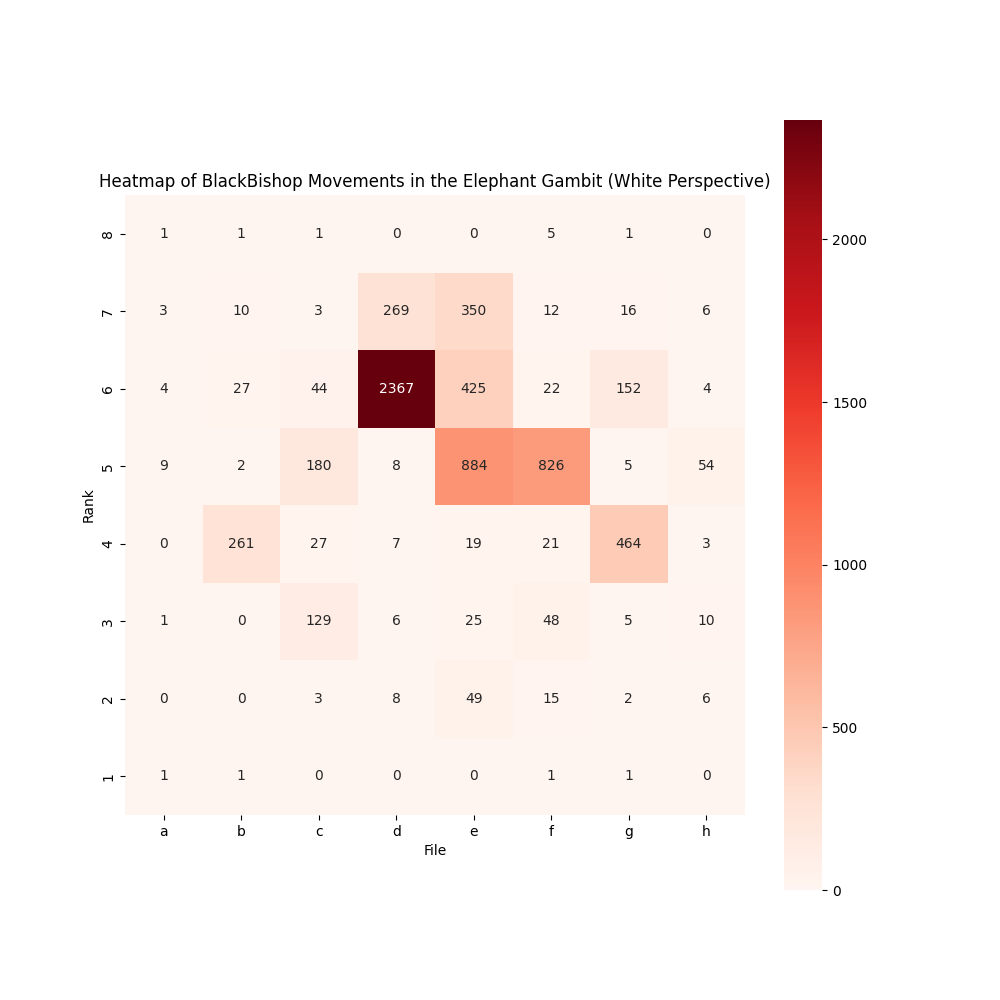 Heatmap of BlackBishop Movements in the Elephant Gambit (White Perspective)
8 1 1 1 0 0 5 1 0
7 3 10 3 269 350 12 16 6
6 4 27 44 2367 425 22 152 4
5 9 2 180 8 884 826 5 54
4 0 261 27 7 19 21 464 3
3 1 0 129 6 25 48 5 10
2 0 0 3 8 49 15 2 6
1 1 1 0 0 0 1 1 0
a b c d e f g h
Rank
File
2000
1500
1000
500
0